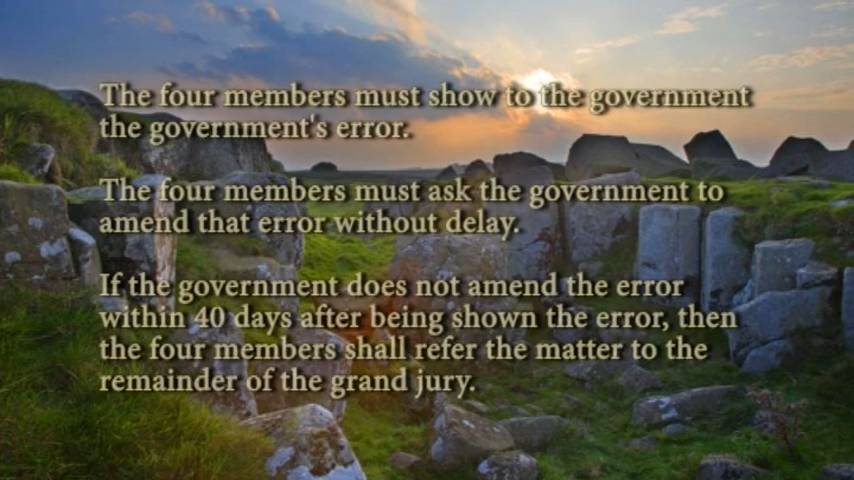 The four members must show to the government
the government's error.
The four members must ask the government to
amend that error without delay.
If the government does not amend the error
within 40 days after being shown the error, then
the four members shall refer the matter to the
remainder of the grand jury.